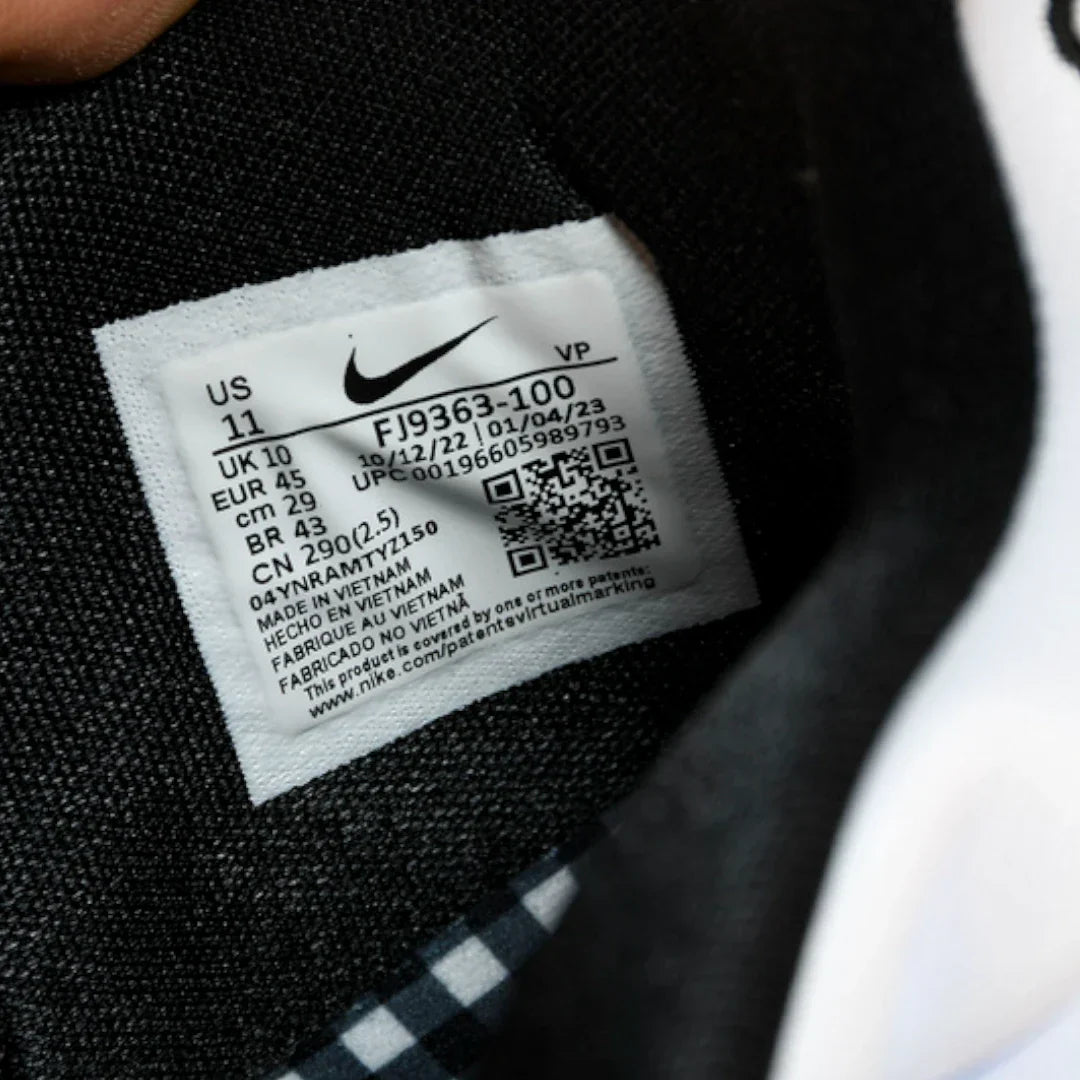 US
11
UK 10
EUR 45
cm 29
BR 43
CN 290(2.5)
04YNRAMTYZ150
MADE IN VIETNAM
HECHO EN VIETNAM
FABRIQUE AU VIETNAM
FABRICADO NO VIETNÃ
This product is covered by one or more patents:
www.nike.com/patentsvirtualmarking
VP
FJ9363-100
10/12/22 | 01/04/23
UPC 00196605989793